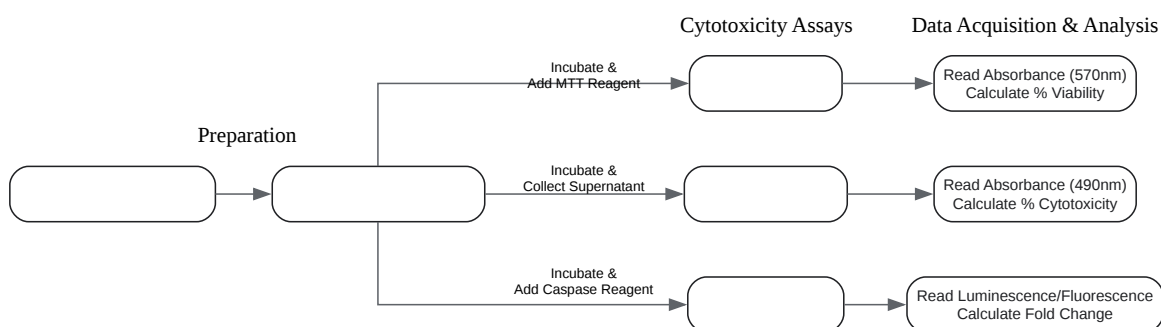 Cytotoxicity Assays
Data Acquisition & Analysis
Incubate &
Add MTT Reagent
Read Absorbance (570nm)
Calculate % Viability
Preparation
Incubate &
Collect Supernatant
Read Absorbance (490nm)
Calculate % Cytotoxicity
Incubate &
Add Caspase Reagent
Read Luminescence/Fluorescence
Calculate Fold Change